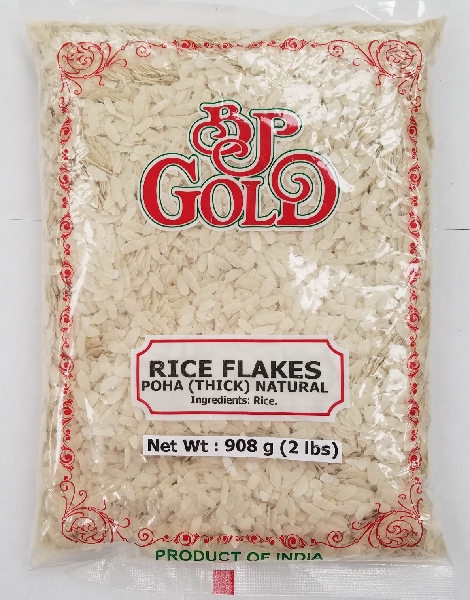 BJP
GOLD
RICE FLAKES
POHA (THICK) NATURAL
Ingredients: Rice.
Net Wt : 908 g (2 lbs)
PRODUCT OF INDIA